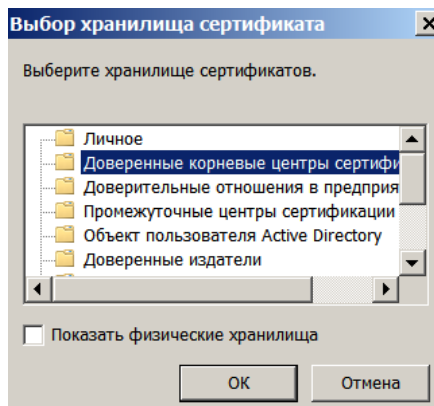 Выбор хранилища сертификата
Выберите хранилище сертификатов.
Личное
Доверенные корневые центры сертифи
Доверительные отношения в предприя
Промежуточные центры сертификации
Объект пользователя Active Directory
Доверенные издатели
Показать физические хранилища
ОК
Отмена